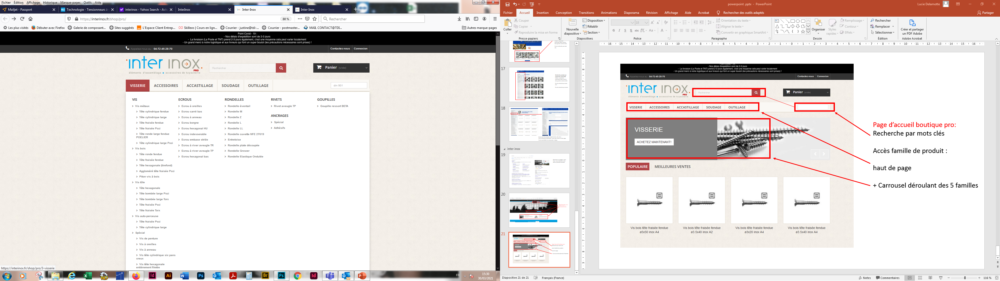 Fichier Édition Affichage Historique Marque-pages Outils Aide
Mailjet - Passport
Technologie - Tensionneurs à
interinox - Yahoo Search - Actu
InterInox
Inter-Inox
Inter-Inox
https://interinox.fr/shop/pro/
80 %
Rechercher
Les plus visités
Débuter avec Firefox
Galerie de composant...
Sites suggérés
L'Espace Client Entrep...
Skilleos | Cours en lign...
Courrier - justine@tdi-...
Courrier - postmaster...
MAIL CONTACT@TDI...
Autres marque-pages
Point Covid - 19 :
- Nos délais d'expédition sont de 2-3 jours
- La livraison (La Poste et TNT) prend 2-3 jours également, c'est une moyenne cela peut varier localement
- Un grand merci à notre logistique et aux livreurs qui font un super boulot (les précautions nécessaires sont prises) !
Appelez-nous au : 04-72-45-28-70
Contactez-nous
Connexion
inter inox
PRO
éléments d'assemblage accessoires de tuyauterie
Rechercher
Panier (vide)
VISSERIE
ACCESSOIRES
ACCASTILLAGE
SOUDAGE
OUTILLAGE
din 931
VIS
Vis métaux
Tête cylindrique fendue
Tête cylindrique large
Tête fraisée fendue
Tête fraisée Pozi
Tête ronde large fendue
POELIER
Tête cylindrique large Pozi
Vis bois
Tête ronde fendue
Tête fraisée fendue
Tête hexagonale (tirefond)
Aggloméré tête fraisée Pozi
Piton vis à bois
Vis tôle
Tête hexagonale
Tête bombée large Pozi
Tête bombée large Torx
Tête fraisée Pozi
Tête fraisée Torx
Vis auto-perceuse
Tête fraisée Pozi
Tête cylindrique large
Spécial
Vis de penture
Vis à oreilles
Vis à anneau
Vis tête cylindrique six pans
creux
Vis tête hexagonale
entièrement filetée
ECROUS
Ecrou à oreilles
Ecrou carré bas
Ecrou à anneau
Ecrou borgne
Ecrou hexagonal HU
Ecrou indesserable
Ecrou embase striée
Ecrou à river aveugle TR
Ecrou à river aveugle TP
Ecrou hexagonal bas
RONDELLES
Rondelle éventail
Rondelle M
Rondelle Z
Rondelle L
Rondelle LL
Rondelle cuvette NFE 27619
Entretoise
Rondelle plate découpée
Rondelle Grower
Rondelle Elastique Ondulée
RIVETS
Rivet aveugle TP
ANCRAGES
Spécial
Adhésifs
GOUPILLES
Goupille ressort BETA
https://interinox.fr/shop/pro/3-visserie
FR
15:30
30/03/2021
powerpoint .pptx - PowerPoint
Lucie Delamotte
Fichier Accueil Insertion Conception Transitions Animations Diaporama Révision Affichage Aide Acrobat Rechercher des outils adaptés
Partager
Coller
Couper
Copier
Reproduire la mise en forme
Presse-papiers
Nouvelle
diapositive
Disposition
Rétablir
Section
Diapositives
18
Police
Orientation du texte
Aligner le texte
Convertir en graphique SmartArt
Paragraphe
Organiser
Styles
rapides
Remplissage
Contour
Effets
Dessin
Rechercher
Remplacer
Sélectionner
Édition
Créer et partager
un PDF Adobe
Adobe Acrobat
17
18
inter inox
19
20
21
- Nos délais d'expédition sont de 2-3 jours
- La livraison (La Poste et TNT) prend 2-3 jours également, c'est une moyenne cela peut varier localement
- Un grand merci à notre logistique et aux livreurs qui font un super boulot (les précautions nécessaires sont prises) !
Appelez-nous au : 04-72-45-28-70
Contactez-nous
Connexion
inter inox
PRO
éléments d'assemblage accessoires de tuyauterie
Rechercher
Panier (vide)
VISSERIE
ACCESSOIRES
ACCASTILLAGE
SOUDAGE
OUTILLAGE
VISSERIE
ACHETEZ MAINTENANT!
POPULAIRE
MEILLEURES VENTES
Vis bois tête fraisée fendue
ø5x50 inox A4
Vis bois tête fraisée fendue
ø3.5x40 inox A2
Vis bois tête fraisée fendue
ø3x20 inox A4
Vis bois tête fraisée fendue
ø3.5x40 inox A4
Page d'accueil boutique pro:
Recherche par mots clés
Accès famille de produit :
haut de page
+ Carrousel déroulant des 5 familles
Diapositive 21 de 21
Français (France)
Notes
Commentaires
116 %